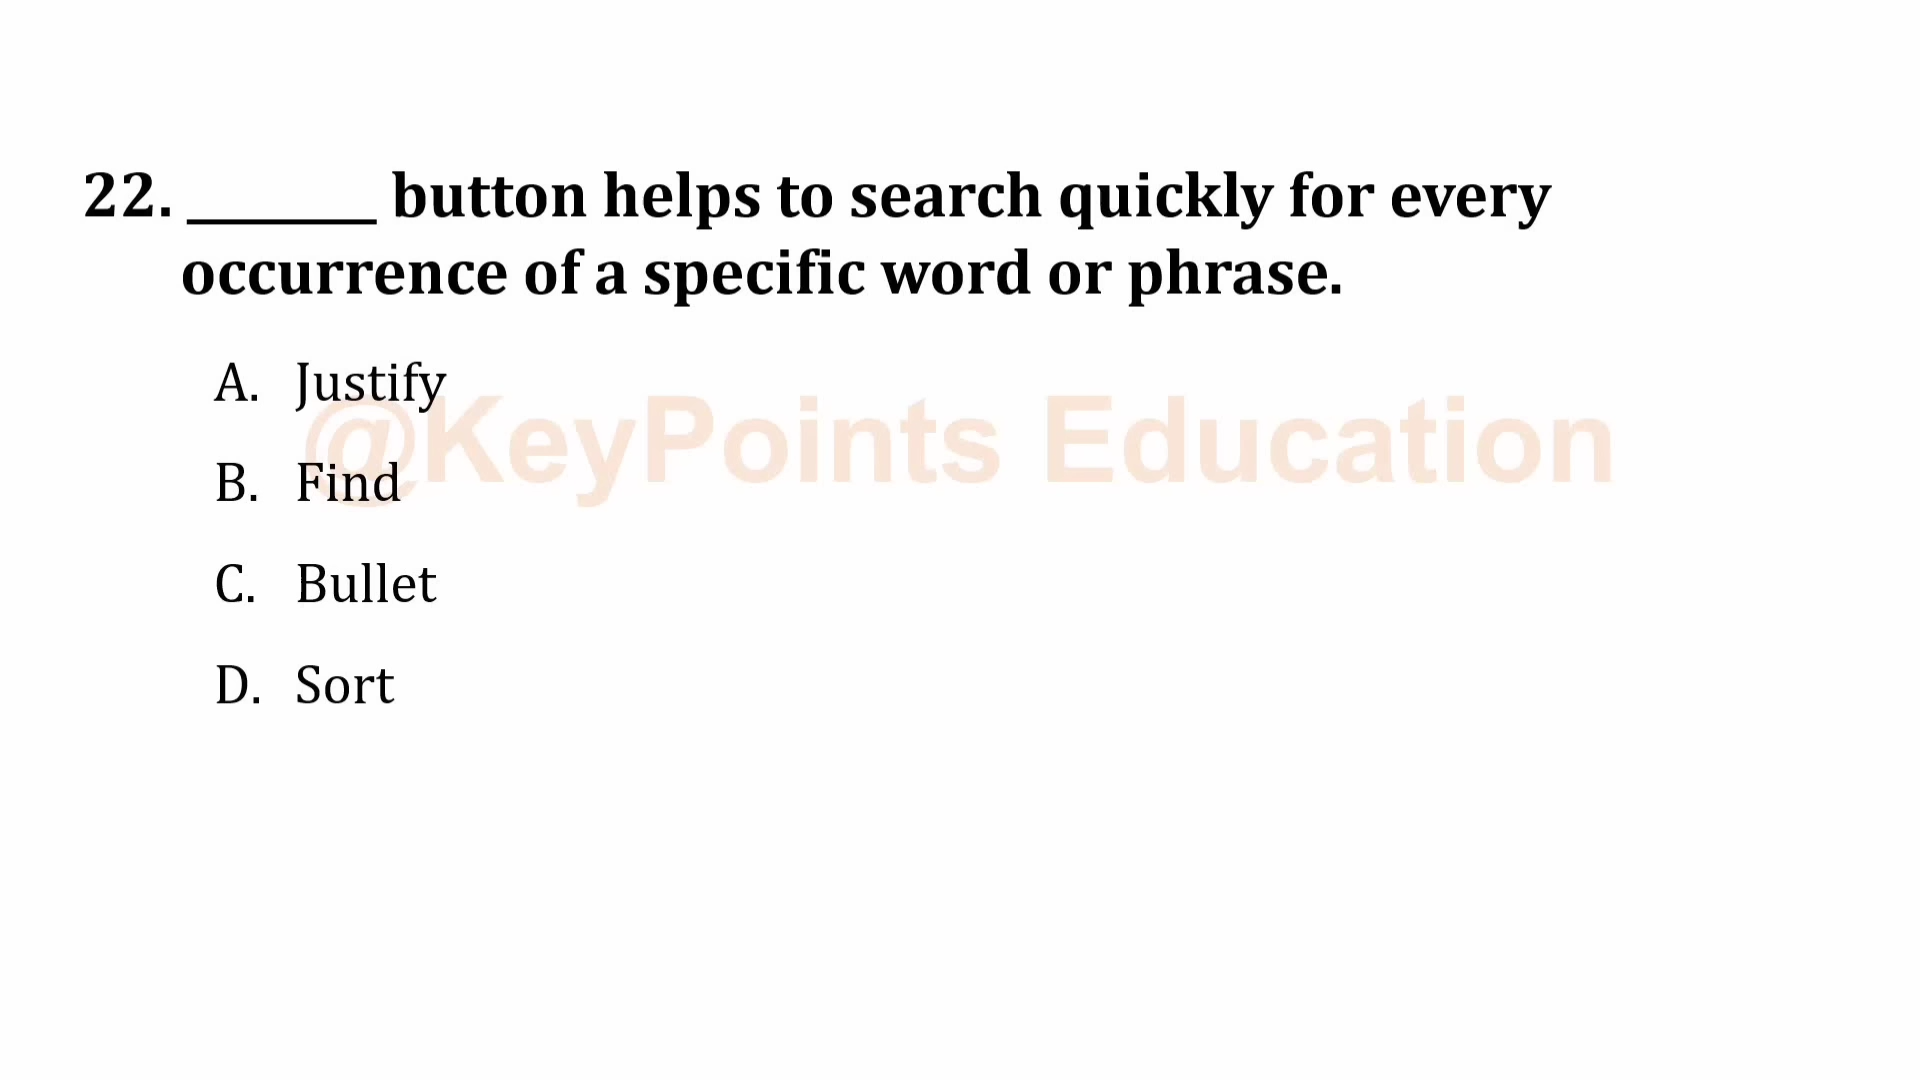 22. _______ button helps to search quickly for every
occurrence of a specific word or phrase.
A. Justify
@KeyPoints Education
B. Find
C. Bullet
D. Sort